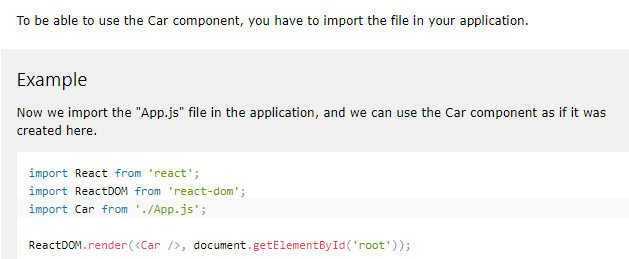 To be able to use the Car component, you have to import the file in your application.
Example
Now we import the "App.js" file in the application, and we can use the Car component as if it was
created here.
import React from 'react';
import ReactDOM from 'react-dom';
import Car from './App.js';
ReactDOM.render(<Car />, document.getElementById('root'));